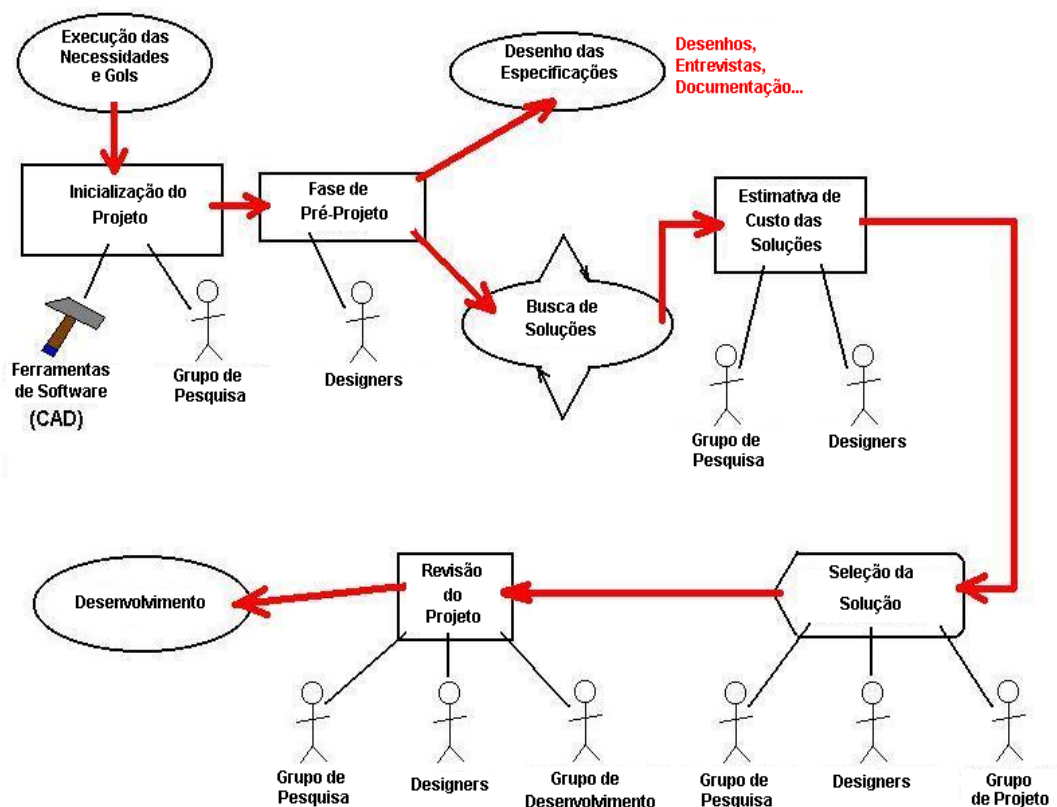 Execução das
Necessidades
e Gols
Desenho das
Especificações
Desenhos,
Entrevistas,
Documentação...
Inicialização do
Projeto
Fase de
Pré-Projeto
Estimativa de
Custo das
Soluções
Busca de
Soluções
Ferramentas
de Software
(CAD)
Grupo de
Pesquisa
Designers
Grupo de
Pesquisa
Designers
Desenvolvimento
Revisão
do
Projeto
Seleção da
Solução
Grupo de
Pesquisa
Designers
Grupo de
Desenvolvimento
Grupo de
Pesquisa
Designers
Grupo
de Projeto